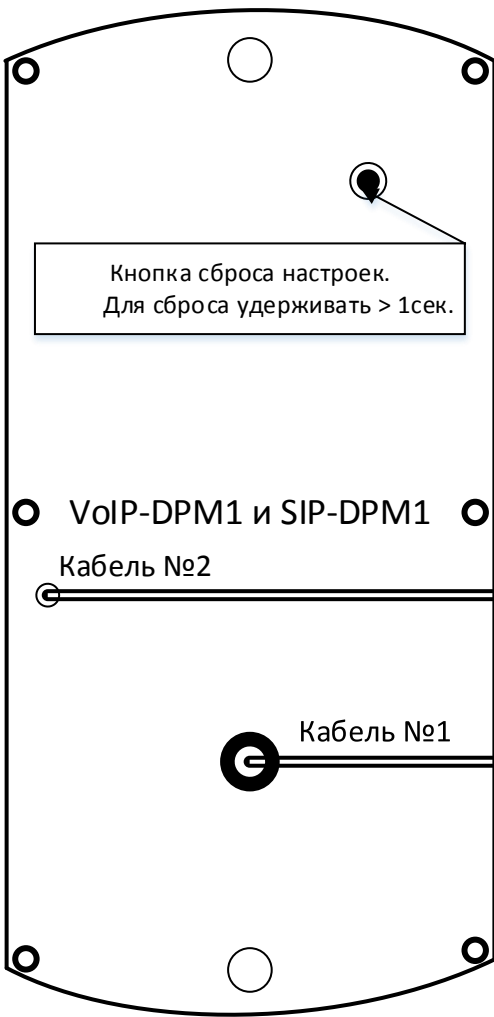 Кнопка сброса настроек.
Для сброса удерживать > 1сек.
VoIP-DPM1 и SIP-DPM1
Кабель №2
Кабель №1